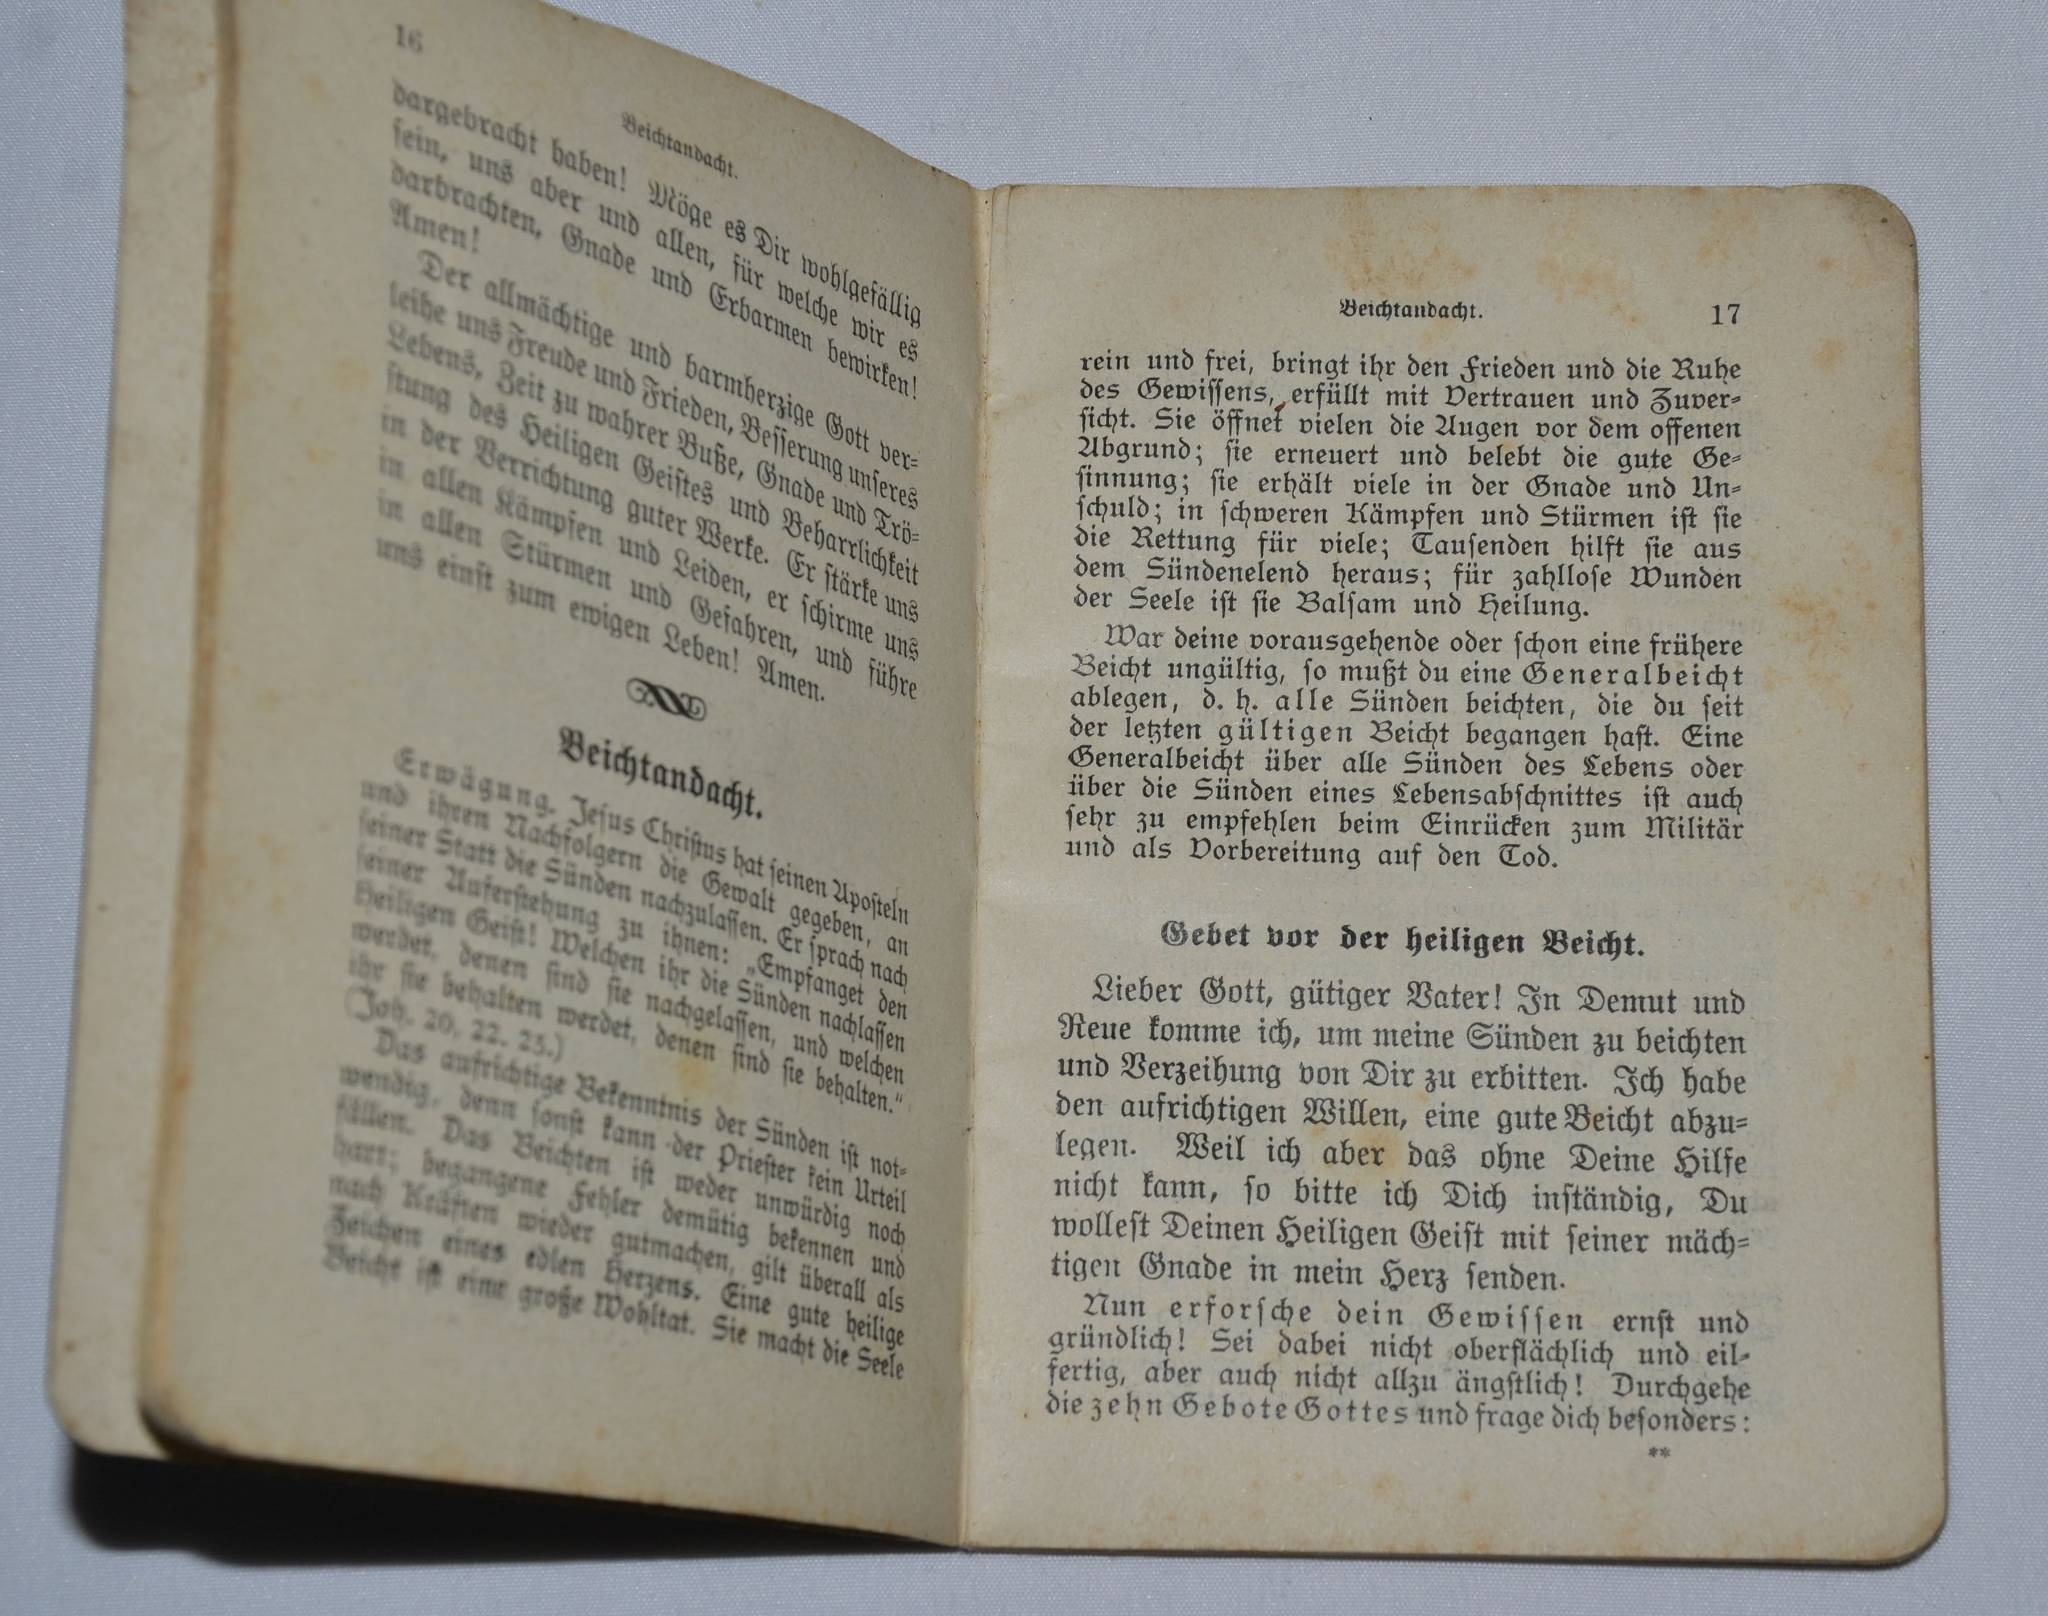 16
Beichtandacht.
dargebracht haben! Möge es Dir wohlgefällig
sein, uns aber und allen, für welche wir es
darbrachten, Gnade und Erbarmen bewirken!
Amen!
Der allmächtige und barmherzige Gott ver-
leihe uns Freude und Frieden, Besserung unseres
Lebens, Zeit zu wahrer Buße, Gnade und Trö-
stung des Heiligen Geistes und Beharrlichkeit
in der Verrichtung guter Werke. Er stärke uns
in allen Kämpfen und Leiden, er schirme uns
in allen Stürmen und Gefahren, und führe
uns einst zum ewigen Leben! Amen.
Beichtandacht.
Erwägung. Jesus Christus hat seinen Aposteln
und ihren Nachfolgern die Gewalt gegeben, an
seiner Statt die Sünden nachzulassen. Er sprach nach
seiner Auferstehung zu ihnen: „Empfanget den
Heiligen Geist! Welchen ihr die Sünden nachlassen
werdet, denen sind sie nachgelassen, und welchen
ihr sie behalten werdet, denen sind sie behalten.“
(Joh. 20, 22. 23.)
Das aufrichtige Bekenntnis der Sünden ist not-
wendig, denn sonst kann der Priester kein Urteil
fällen. Das Beichten ist weder unwürdig noch
hart; begangene Fehler demütig bekennen und
nach Kräften wieder gutmachen, gilt überall als
Zeichen eines edlen Herzens. Eine gute heilige
Beicht ist eine große Wohltat. Sie macht die Seele
Beichtandacht. 17
rein und frei, bringt ihr den Frieden und die Ruhe
des Gewissens, erfüllt mit Vertrauen und Zuver-
sicht. Sie öffnet vielen die Augen vor dem offenen
Abgrund; sie erneuert und belebt die gute Ge-
sinnung; sie erhält viele in der Gnade und Un-
schuld; in schweren Kämpfen und Stürmen ist sie
die Rettung für viele; Tausenden hilft sie aus
dem Sündenelend heraus; für zahllose Wunden
der Seele ist sie Balsam und Heilung.
War deine vorausgehende oder schon eine frühere
Beicht ungültig, so mußt du eine Generalbeicht
ablegen, d. h. alle Sünden beichten, die du seit
der letzten gültigen Beicht begangen hast. Eine
Generalbeicht über alle Sünden des Lebens oder
über die Sünden eines Lebensabschnittes ist auch
sehr zu empfehlen beim Einrücken zum Militär
und als Vorbereitung auf den Tod.
Gebet vor der heiligen Beicht.
Lieber Gott, gütiger Vater! In Demut und
Reue komme ich, um meine Sünden zu beichten
und Verzeihung von Dir zu erbitten. Ich habe
den aufrichtigen Willen, eine gute Beicht abzu-
legen. Weil ich aber das ohne Deine Hilfe
nicht kann, so bitte ich Dich inständig, Du
wollest Deinen Heiligen Geist mit seiner mäch-
tigen Gnade in mein Herz senden.
Nun erforsche dein Gewissen ernst und
gründlich! Sei dabei nicht oberflächlich und eil-
fertig, aber auch nicht allzu ängstlich! Durchgehe
die zehn Gebote Gottes und frage dich besonders:
**